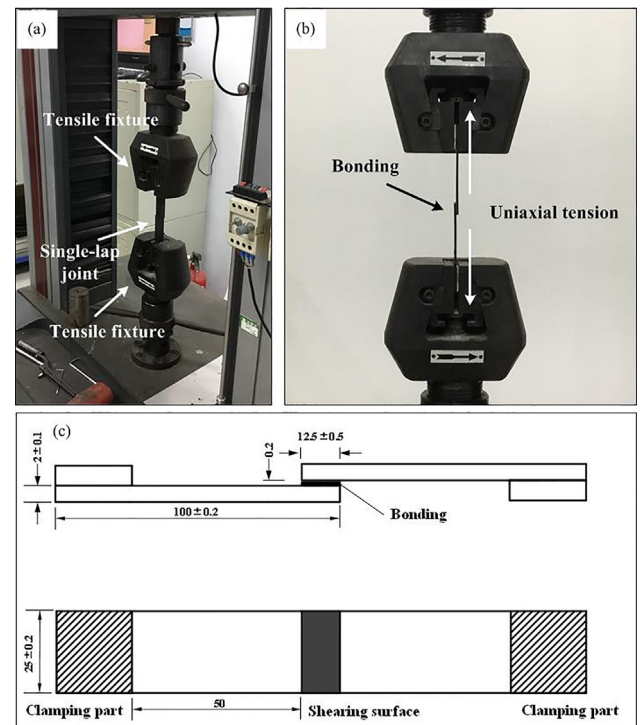 (a)
Tensile fixture
Single-lap
joint
Tensile fixture
(b)
Bonding
Uniaxial tension
(c)
2±0.1
0.2
12.5±0.5
100±0.2
Bonding
25±0.2
50
Clamping part
Shearing surface
Clamping part